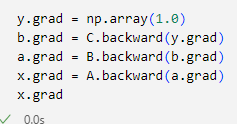 y.grad = np.array(1.0)
b.grad = C.backward(y.grad)
a.grad = B.backward(b.grad)
x.grad = A.backward(a.grad)
x.grad
✓ 0.0s